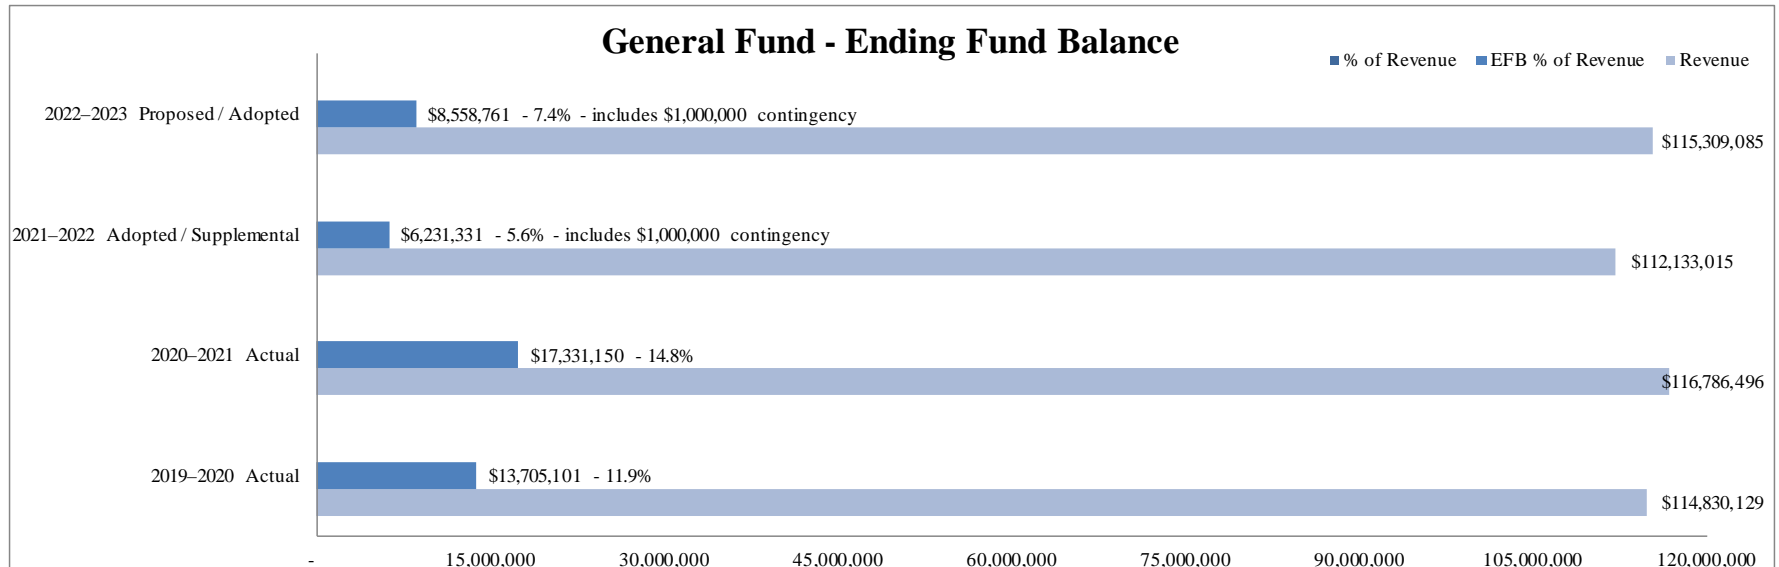 General Fund - Ending Fund Balance
% of Revenue EFB % of Revenue Revenue
2022–2023 Proposed / Adopted
$8,558,761 - 7.4% - includes $1,000,000 contingency
$115,309,085
2021–2022 Adopted / Supplemental
$6,231,331 - 5.6% - includes $1,000,000 contingency
$112,133,015
2020–2021 Actual
$17,331,150 - 14.8%
$116,786,496
2019–2020 Actual
$13,705,101 - 11.9%
$114,830,129
- 15,000,000 30,000,000 45,000,000 60,000,000 75,000,000 90,000,000 105,000,000 120,000,000